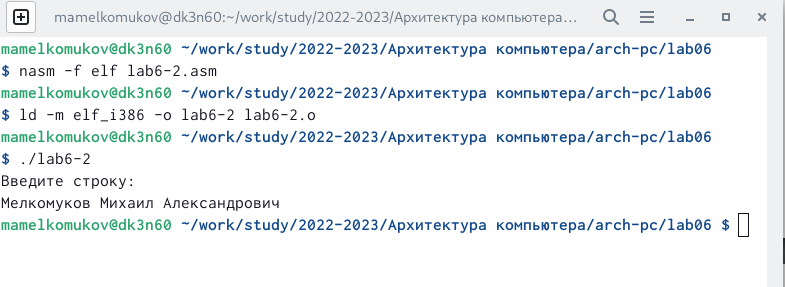 mamelkomukov@dk3n60:~/work/study/2022-2023/Архитектура компьютера...
mamelkomukov@dk3n60 ~/work/study/2022-2023/Архитектура компьютера/arch-pc/lab06
$ nasm -f elf lab6-2.asm
mamelkomukov@dk3n60 ~/work/study/2022-2023/Архитектура компьютера/arch-pc/lab06
$ ld -m elf_i386 -o lab6-2 lab6-2.o
mamelkomukov@dk3n60 ~/work/study/2022-2023/Архитектура компьютера/arch-pc/lab06
$ ./lab6-2
Введите строку:
Мелкомуков Михаил Александрович
mamelkomukov@dk3n60 ~/work/study/2022-2023/Архитектура компьютера/arch-pc/lab06 $